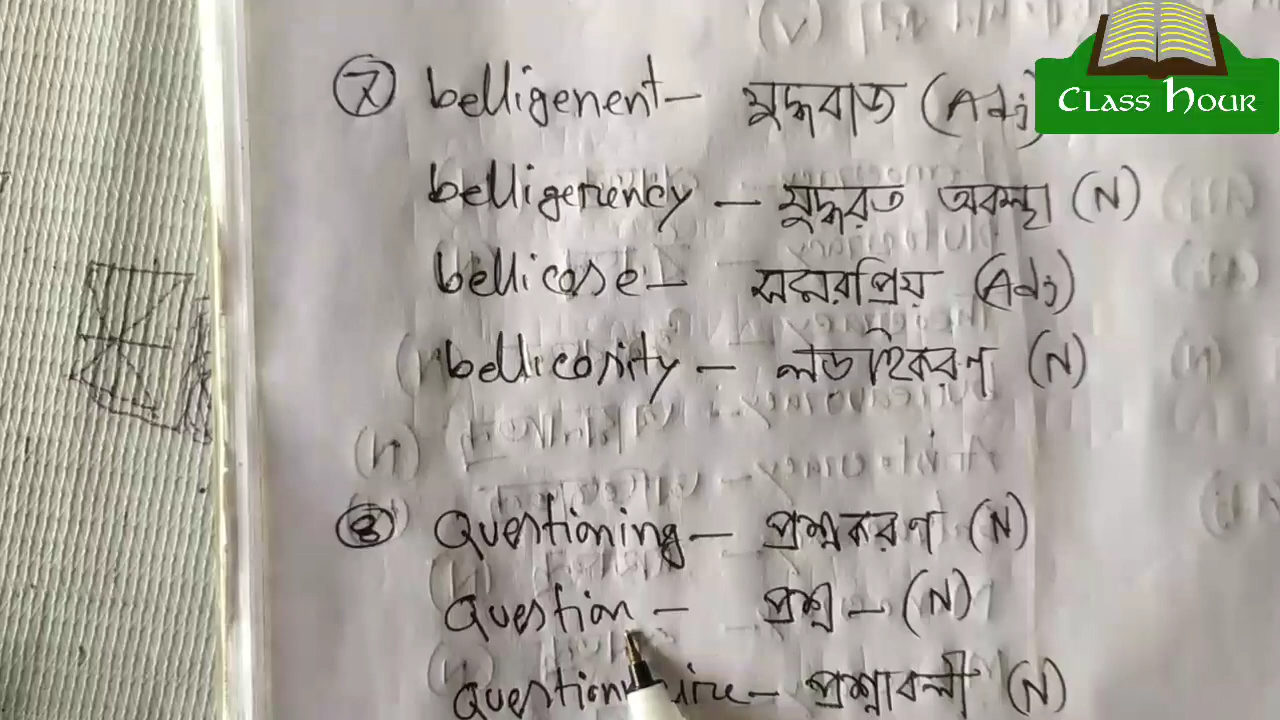 CLASS HOUR
⑦ belligenent – যুদ্ধবাত (Adj)
belligerency – যুদ্ধরত অবস্থা (N)
bellicose – সমরপ্রিয় (Adj)
bellicosity – লড়াইকরণ (N)
⑧ Questioning – প্রশ্নকরণ (N)
Question – প্রশ্ন – (N)
Questionnaire – প্রশ্নাবলী (N)